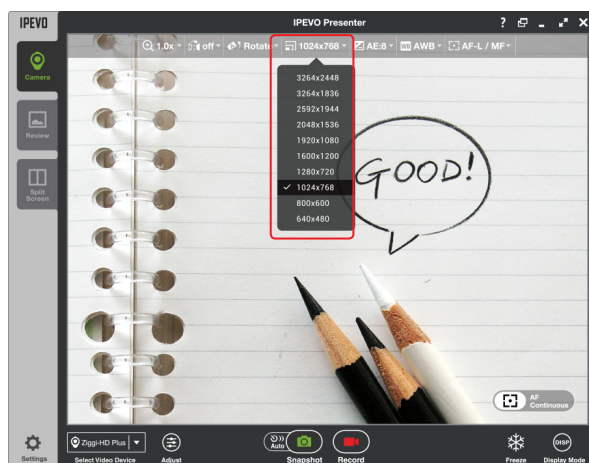 IPEVO
IPEVO Presenter
?
1.0x
off
Rotate
1024x768
AE:8
AWB
AF-L / MF
3264x2448
3264x1836
2592x1944
2048x1536
1920x1080
1600x1200
1280x720
1024x768
800x600
640x480
Camera
Review
Split
Screen
GOOD!
AF
Continuous
Ziggi-HD Plus
Auto
DISP
Settings
Select Video Device
Adjust
Snapshot
Record
Freeze
Display Mode